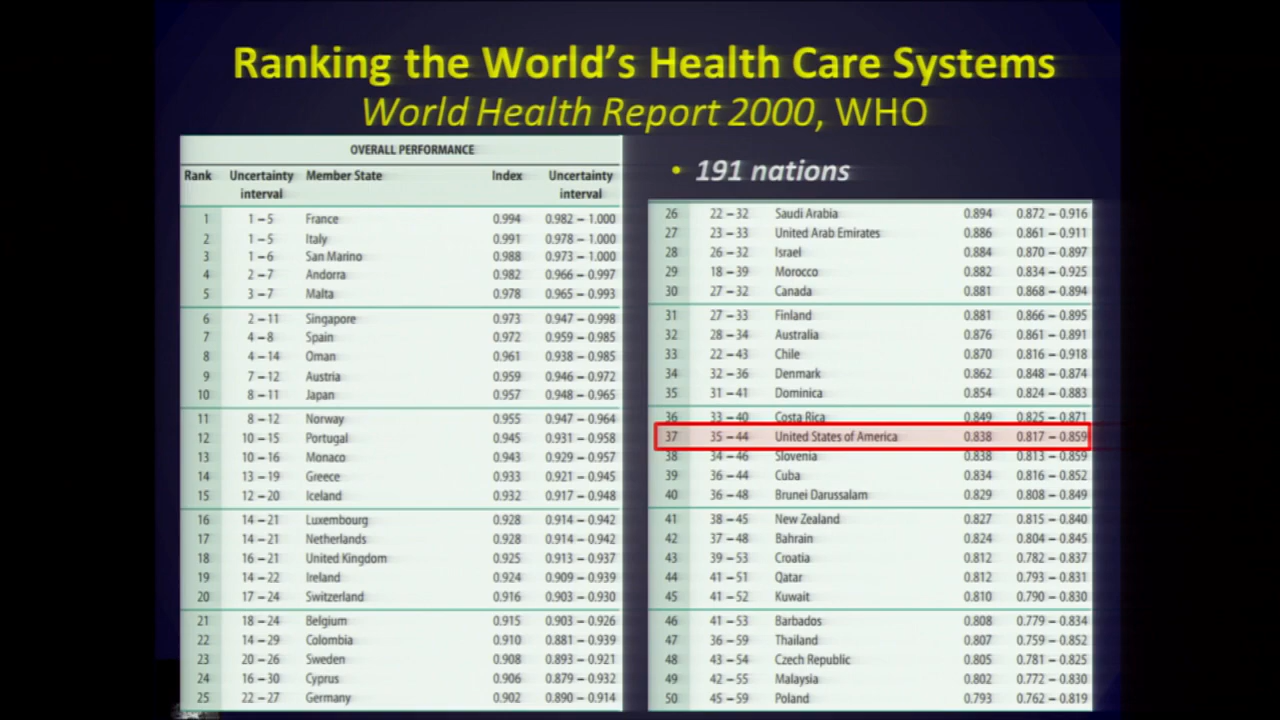 Ranking the World's Health Care Systems
World Health Report 2000, WHO
OVERALL PERFORMANCE
Rank Uncertainty interval Member State Index Uncertainty interval
1 1 – 5 France 0.994 0.982 – 1.000
2 1 – 5 Italy 0.991 0.978 – 1.000
3 1 – 6 San Marino 0.988 0.973 – 1.000
4 2 – 7 Andorra 0.982 0.966 – 0.997
5 3 – 7 Malta 0.978 0.965 – 0.993
6 2 – 11 Singapore 0.973 0.947 – 0.998
7 4 – 8 Spain 0.972 0.959 – 0.985
8 4 – 14 Oman 0.961 0.938 – 0.985
9 7 – 12 Austria 0.959 0.946 – 0.972
10 8 – 11 Japan 0.957 0.948 – 0.965
11 8 – 12 Norway 0.955 0.947 – 0.964
12 10 – 15 Portugal 0.945 0.931 – 0.958
13 10 – 16 Monaco 0.943 0.929 – 0.957
14 13 – 19 Greece 0.933 0.921 – 0.945
15 12 – 20 Iceland 0.932 0.917 – 0.948
16 14 – 21 Luxembourg 0.928 0.914 – 0.942
17 14 – 21 Netherlands 0.928 0.914 – 0.942
18 16 – 21 United Kingdom 0.925 0.913 – 0.937
19 14 – 22 Ireland 0.924 0.909 – 0.939
20 17 – 24 Switzerland 0.916 0.903 – 0.930
21 18 – 24 Belgium 0.915 0.903 – 0.926
22 14 – 29 Colombia 0.910 0.881 – 0.939
23 20 – 26 Sweden 0.908 0.893 – 0.921
24 16 – 30 Cyprus 0.906 0.879 – 0.932
25 22 – 27 Germany 0.902 0.890 – 0.914
• 191 nations
26 22 – 32 Saudi Arabia 0.894 0.872 – 0.916
27 23 – 33 United Arab Emirates 0.886 0.861 – 0.911
28 26 – 32 Israel 0.884 0.870 – 0.897
29 18 – 39 Morocco 0.882 0.834 – 0.925
30 27 – 32 Canada 0.881 0.868 – 0.894
31 27 – 33 Finland 0.881 0.866 – 0.895
32 28 – 34 Australia 0.876 0.861 – 0.891
33 22 – 43 Chile 0.870 0.816 – 0.918
34 32 – 36 Denmark 0.862 0.848 – 0.874
35 31 – 41 Dominica 0.854 0.824 – 0.883
36 33 – 40 Costa Rica 0.849 0.825 – 0.871
37 35 – 44 United States of America 0.838 0.817 – 0.859
38 34 – 46 Slovenia 0.838 0.813 – 0.859
39 36 – 44 Cuba 0.834 0.816 – 0.852
40 36 – 48 Brunei Darussalam 0.829 0.808 – 0.849
41 38 – 45 New Zealand 0.827 0.815 – 0.840
42 37 – 48 Bahrain 0.824 0.804 – 0.845
43 39 – 53 Croatia 0.812 0.782 – 0.837
44 41 – 51 Qatar 0.812 0.793 – 0.831
45 41 – 52 Kuwait 0.810 0.790 – 0.830
46 41 – 53 Barbados 0.808 0.779 – 0.834
47 36 – 59 Thailand 0.807 0.759 – 0.852
48 43 – 54 Czech Republic 0.805 0.781 – 0.825
49 42 – 55 Malaysia 0.802 0.772 – 0.830
50 45 – 59 Poland 0.793 0.762 – 0.819